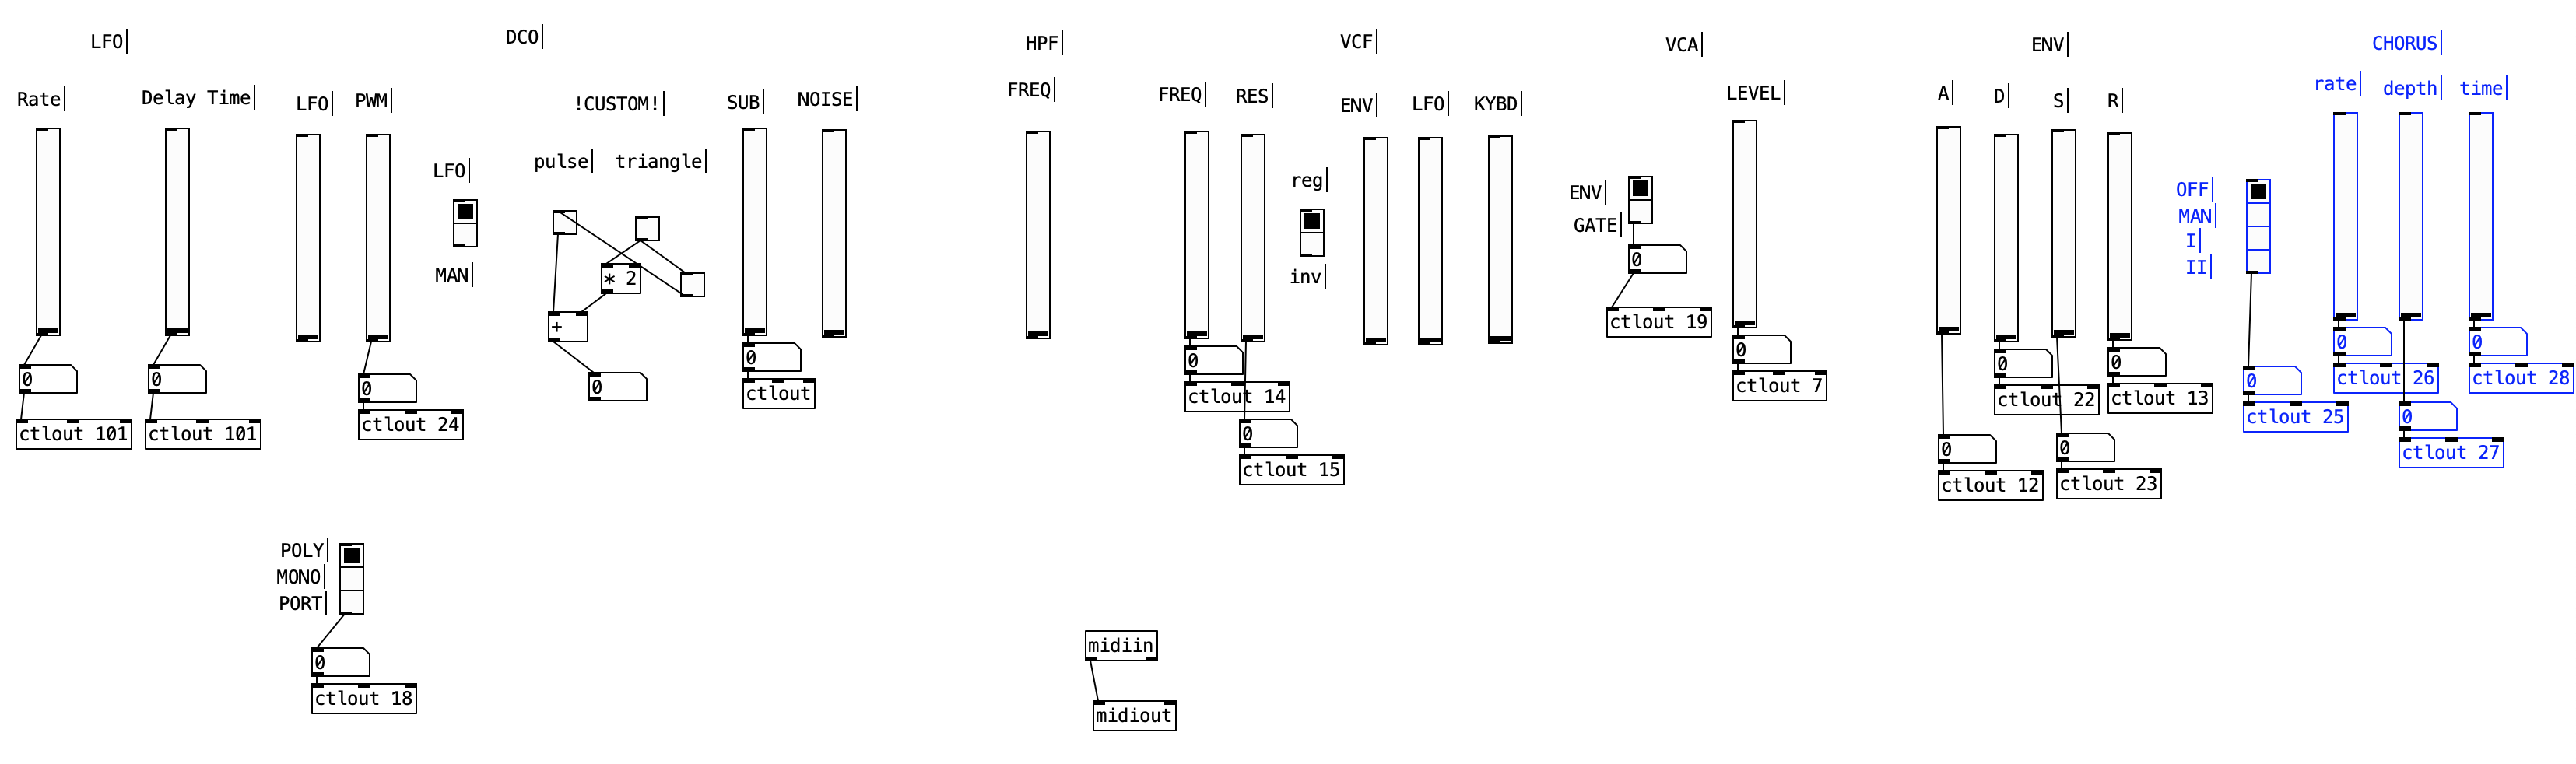 LFO
DCO
HPF
VCF
VCA
ENV
CHORUS
Rate
Delay Time
LFO
PWM
!CUSTOM!
SUB
NOISE
FREQ
FREQ
RES
ENV
LFO
KYBD
LEVEL
A
D
S
R
rate
depth
time
LFO
MAN
pulse
triangle
* 2
+
0
reg
inv
ENV
GATE
0
ctlout 19
OFF
MAN
I
II
0
ctlout 101
0
ctlout 101
0
ctlout 24
0
ctlout
0
ctlout 14
0
ctlout 15
0
ctlout 7
0
ctlout 12
0
ctlout 22
0
ctlout 23
0
ctlout 13
0
ctlout 25
0
ctlout 26
0
ctlout 27
0
ctlout 28
POLY
MONO
PORT
0
ctlout 18
midiin
midiout